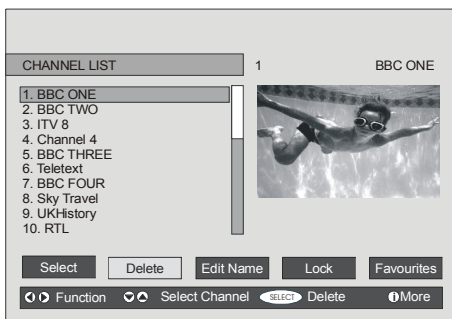 CHANNEL LIST
1 BBC ONE
1. BBC ONE
2. BBC TWO
3. ITV 8
4. Channel 4
5. BBC THREE
6. Teletext
7. BBC FOUR
8. Sky Travel
9. UKHistory
10. RTL
Select Delete Edit Name Lock Favourites
Function Select Channel SELECT Delete i More